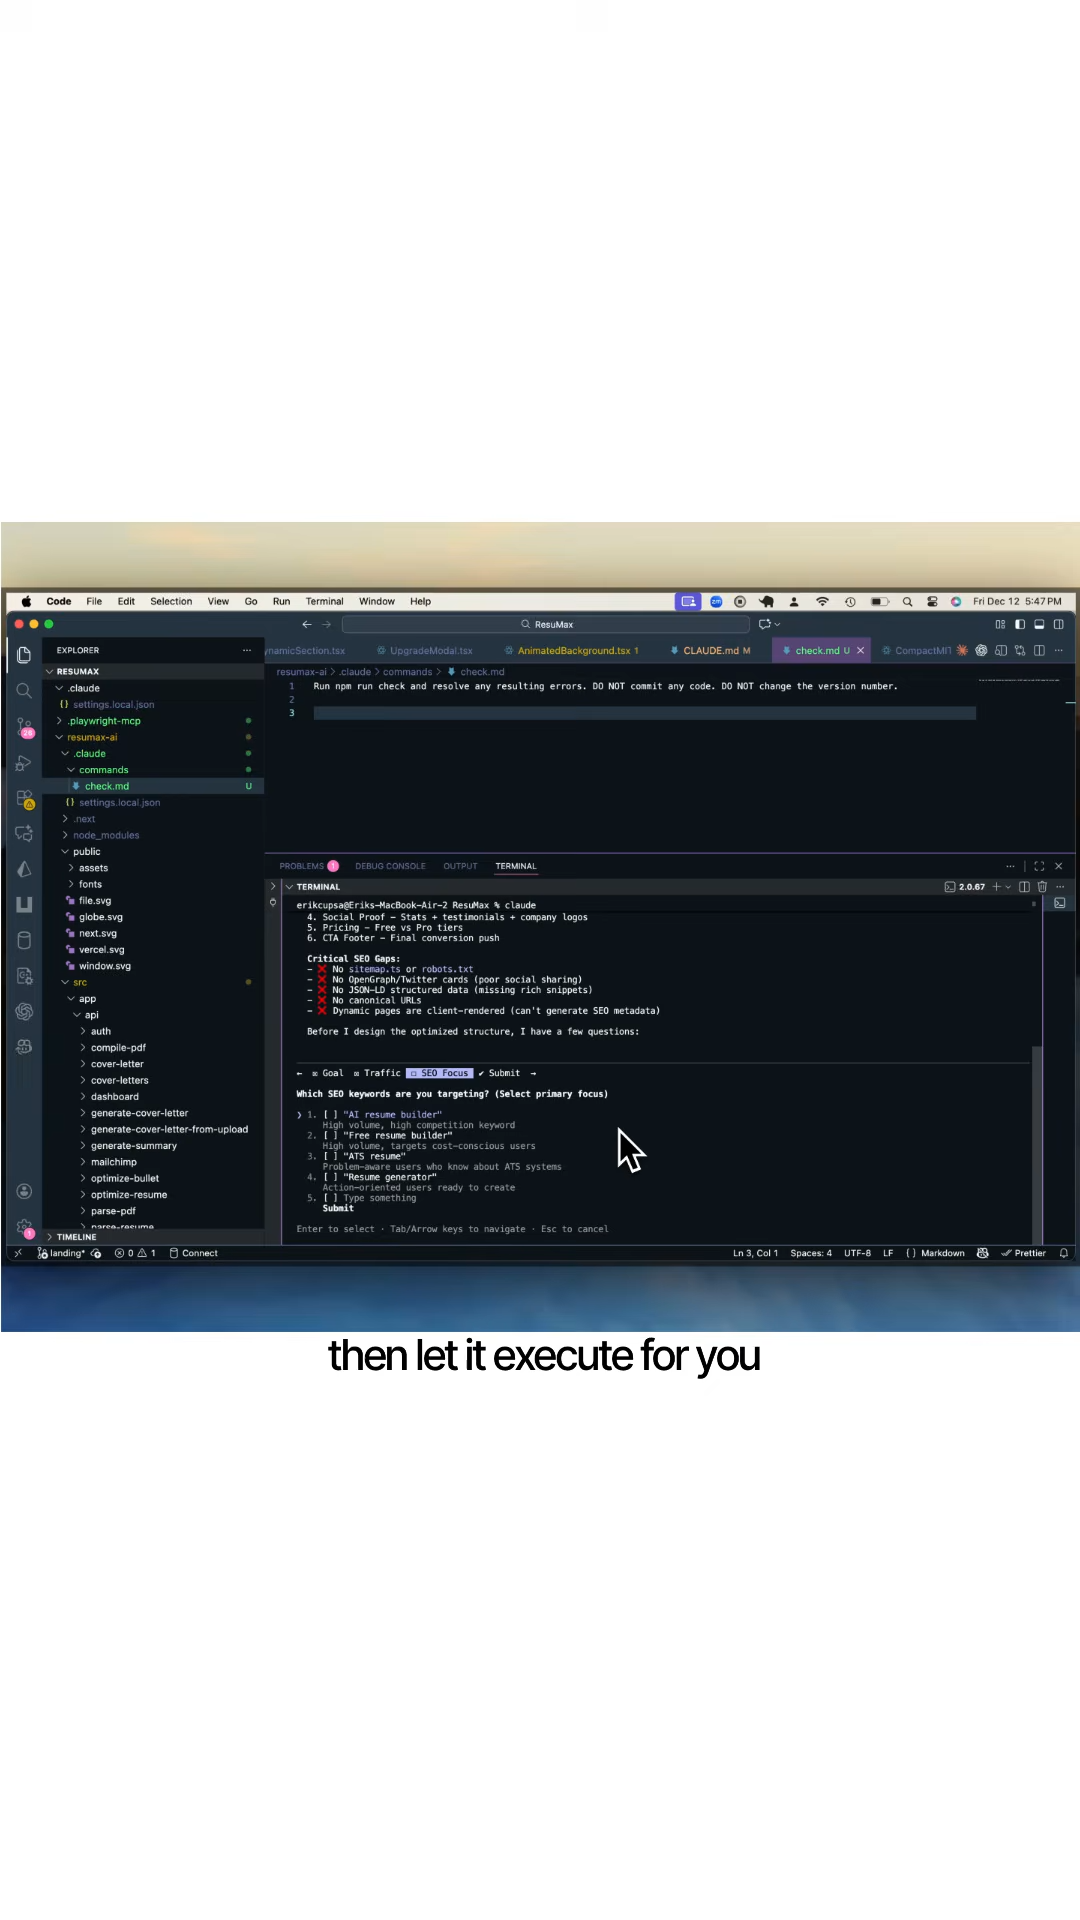 Code File Edit Selection View Go Run Terminal Window Help
zm
Fri Dec 12 5:47 PM
ResuMax
EXPLORER
RESUMAX
.claude
{} settings.local.json
.playwright-mcp
resumax-ai
.claude
commands
check.md U
{} settings.local.json
.next
node_modules
public
assets
fonts
file.svg
globe.svg
next.svg
vercel.svg
window.svg
src
app
api
auth
compile-pdf
cover-letter
cover-letters
dashboard
generate-cover-letter
generate-cover-letter-from-upload
generate-summary
mailchimp
optimize-bullet
optimize-resume
parse-pdf
parse-resume
TIMELINE
26
1
ynamicSection.tsx UpgradeModal.tsx AnimatedBackground.tsx 1 CLAUDE.md M check.md U
resumax-ai > .claude > commands > check.md
1 Run npm run check and resolve any resulting errors. DO NOT commit any code. DO NOT change the version number.
2
3
PROBLEMS 1 DEBUG CONSOLE OUTPUT TERMINAL
TERMINAL 2.0.67
erikcupsa@Eriks-MacBook-Air-2 ResuMax % claude
4. Social Proof - Stats + testimonials + company logos
5. Pricing - Free vs Pro tiers
6. CTA Footer - Final conversion push
Critical SEO Gaps:
- ❌ No sitemap.ts or robots.txt
- ❌ No OpenGraph/Twitter cards (poor social sharing)
- ❌ No JSON-LD structured data (missing rich snippets)
- ❌ No canonical URLs
- ❌ Dynamic pages are client-rendered (can't generate SEO metadata)
Before I design the optimized structure, I have a few questions:
← ☒ Goal ☒ Traffic ☐ SEO Focus ✔ Submit →
Which SEO keywords are you targeting? (Select primary focus)
❯ 1. [ ] "AI resume builder"
High volume, high competition keyword
2. [ ] "Free resume builder"
High volume, targets cost-conscious users
3. [ ] "ATS resume"
Problem-aware users who know about ATS systems
4. [ ] "Resume generator"
Action-oriented users ready to create
5. [ ] Type something
Submit
Enter to select · Tab/Arrow keys to navigate · Esc to cancel
landing* 0 1 Connect
Ln 3, Col 1 Spaces: 4 UTF-8 LF {} Markdown Prettier
then let it execute for you